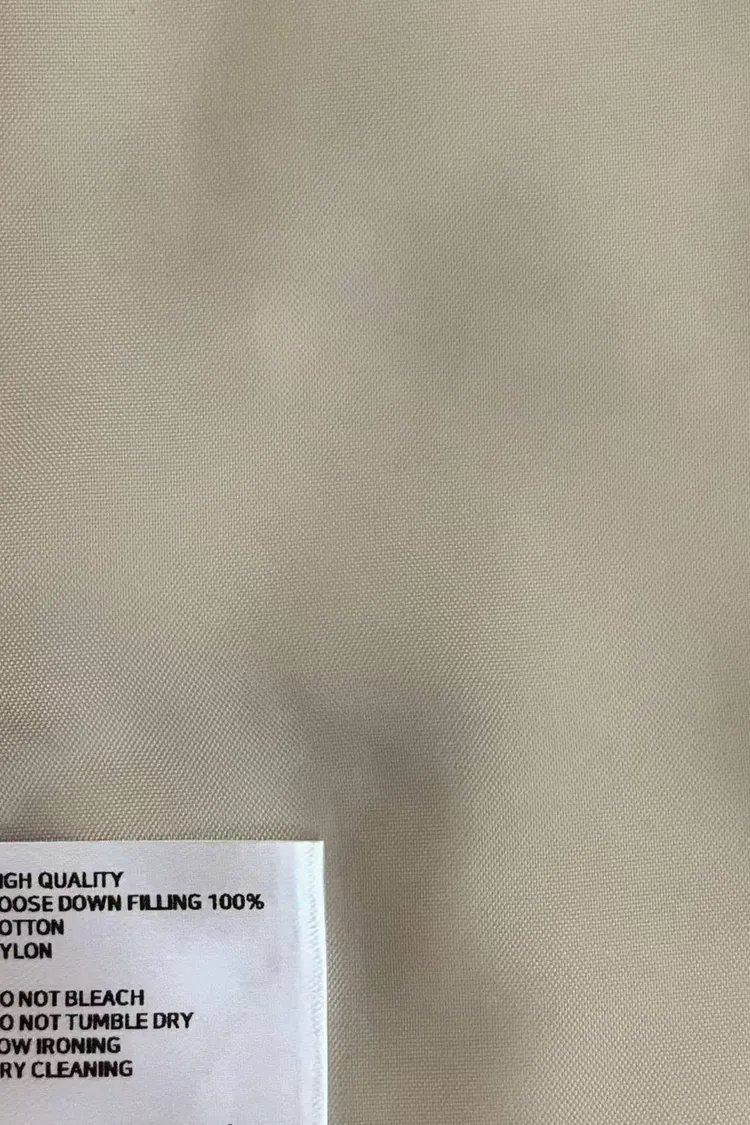 IGH QUALITY
OOSE DOWN FILLING 100%
OTTON
YLON
O NOT BLEACH
O NOT TUMBLE DRY
OW IRONING
RY CLEANING